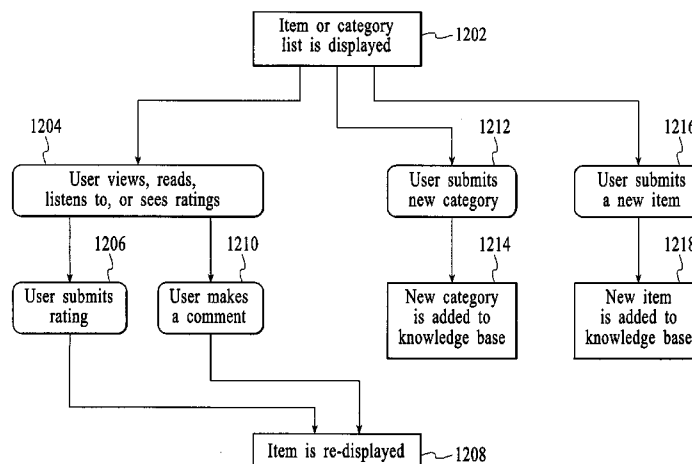 Item or category
list is displayed
1202
1204
1212
1216
User views, reads,
listens to, or sees ratings
User submits
new category
User submits
a new item
1206
1210
1214
1218
User submits
rating
User makes
a comment
New category
is added to
knowledge base
New item
is added to
knowledge base
Item is re-displayed
1208